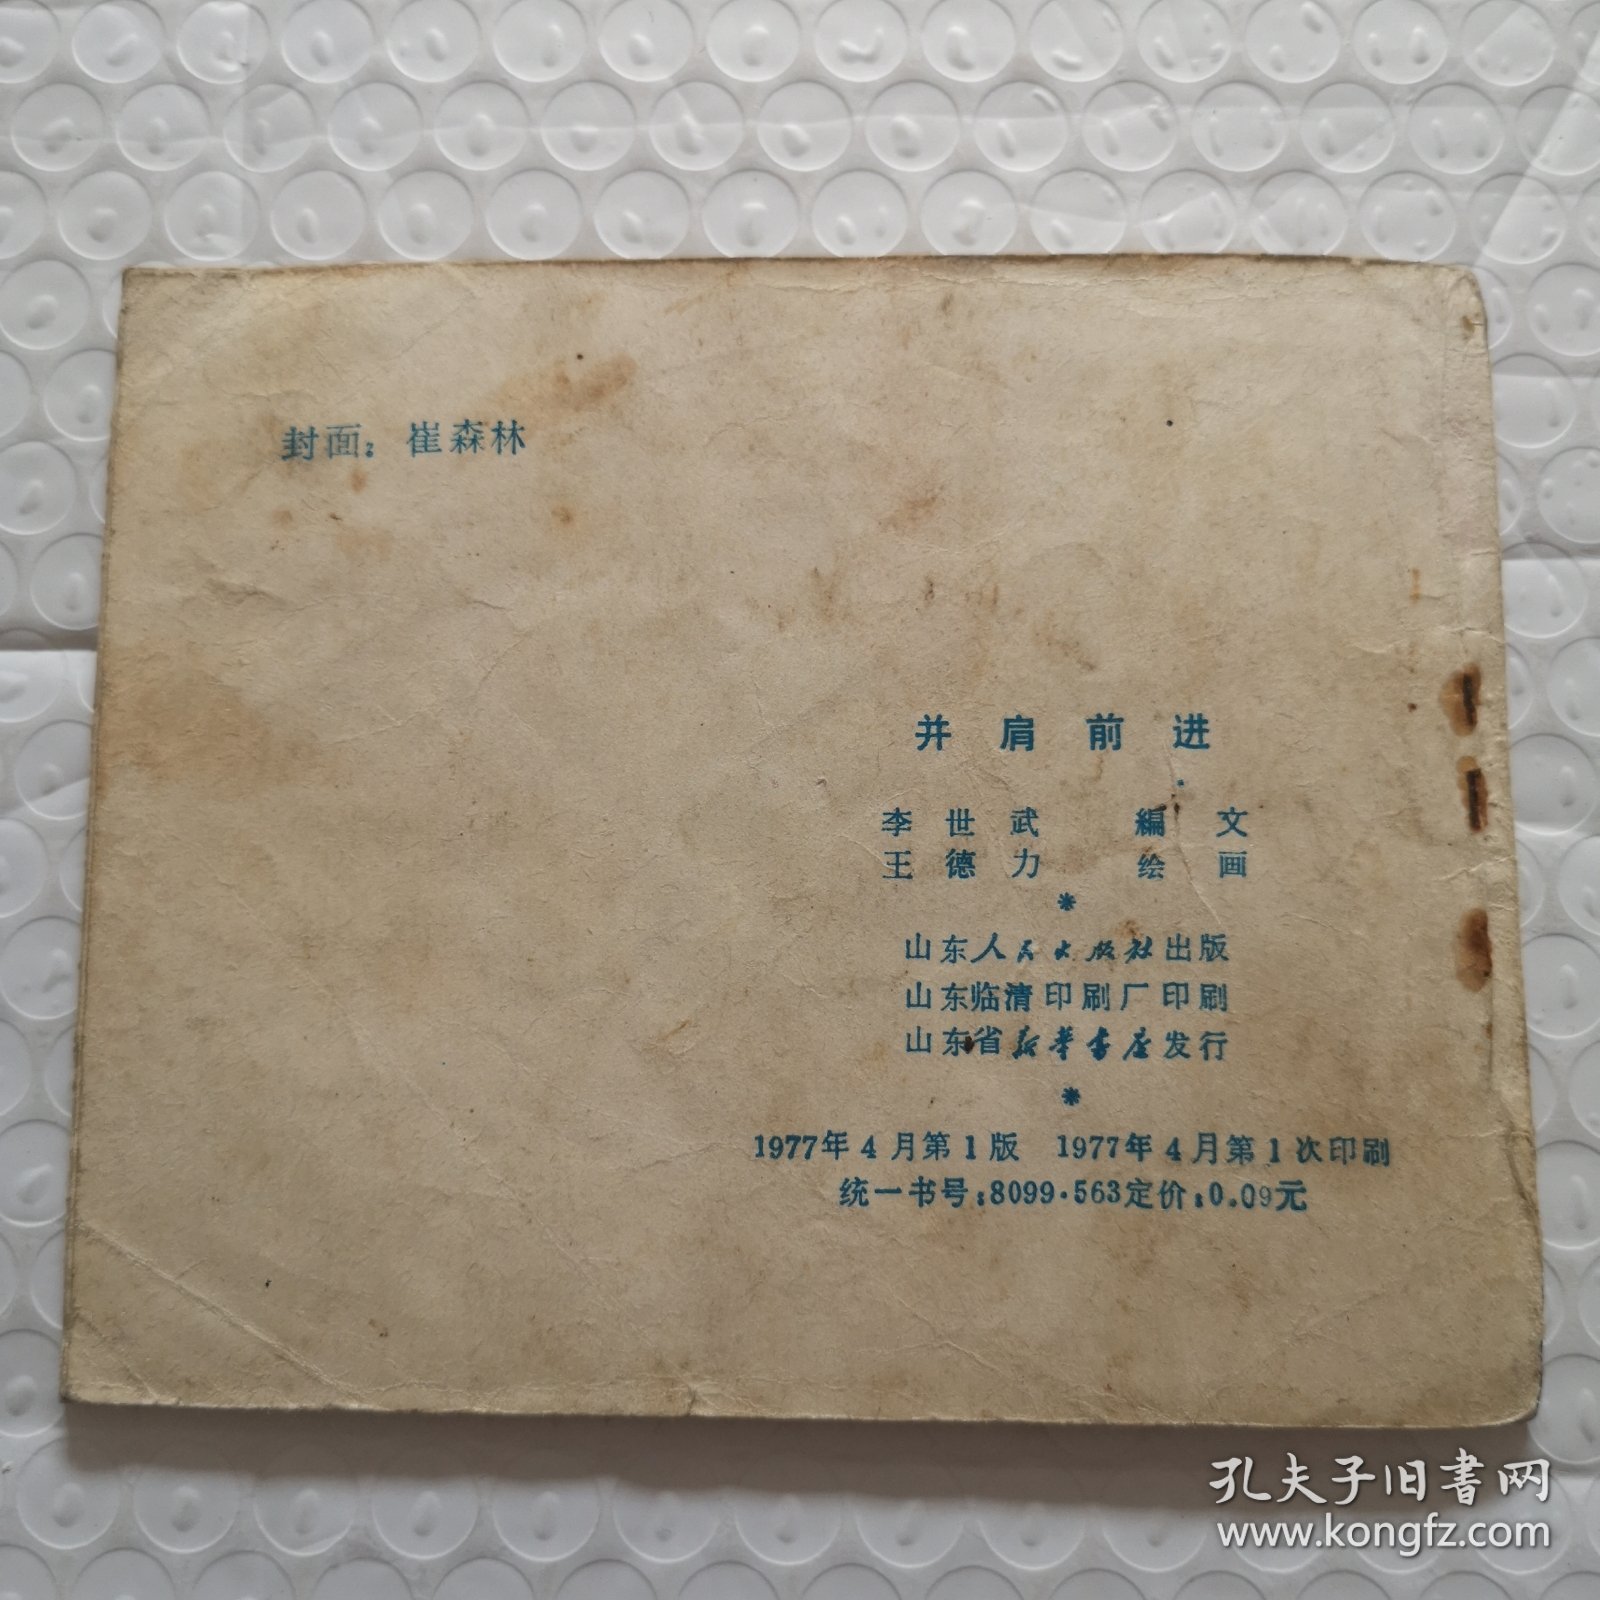 封面：崔森林
并肩前进
李世武 编文
王德力 绘画
*
山东人民出版社出版
山东临清印刷厂印刷
山东省新华书店发行
*
1977年4月第1版 1977年4月第1次印刷
统一书号：8099·563定价：0.09元
孔夫子旧书网
www.kongfz.com